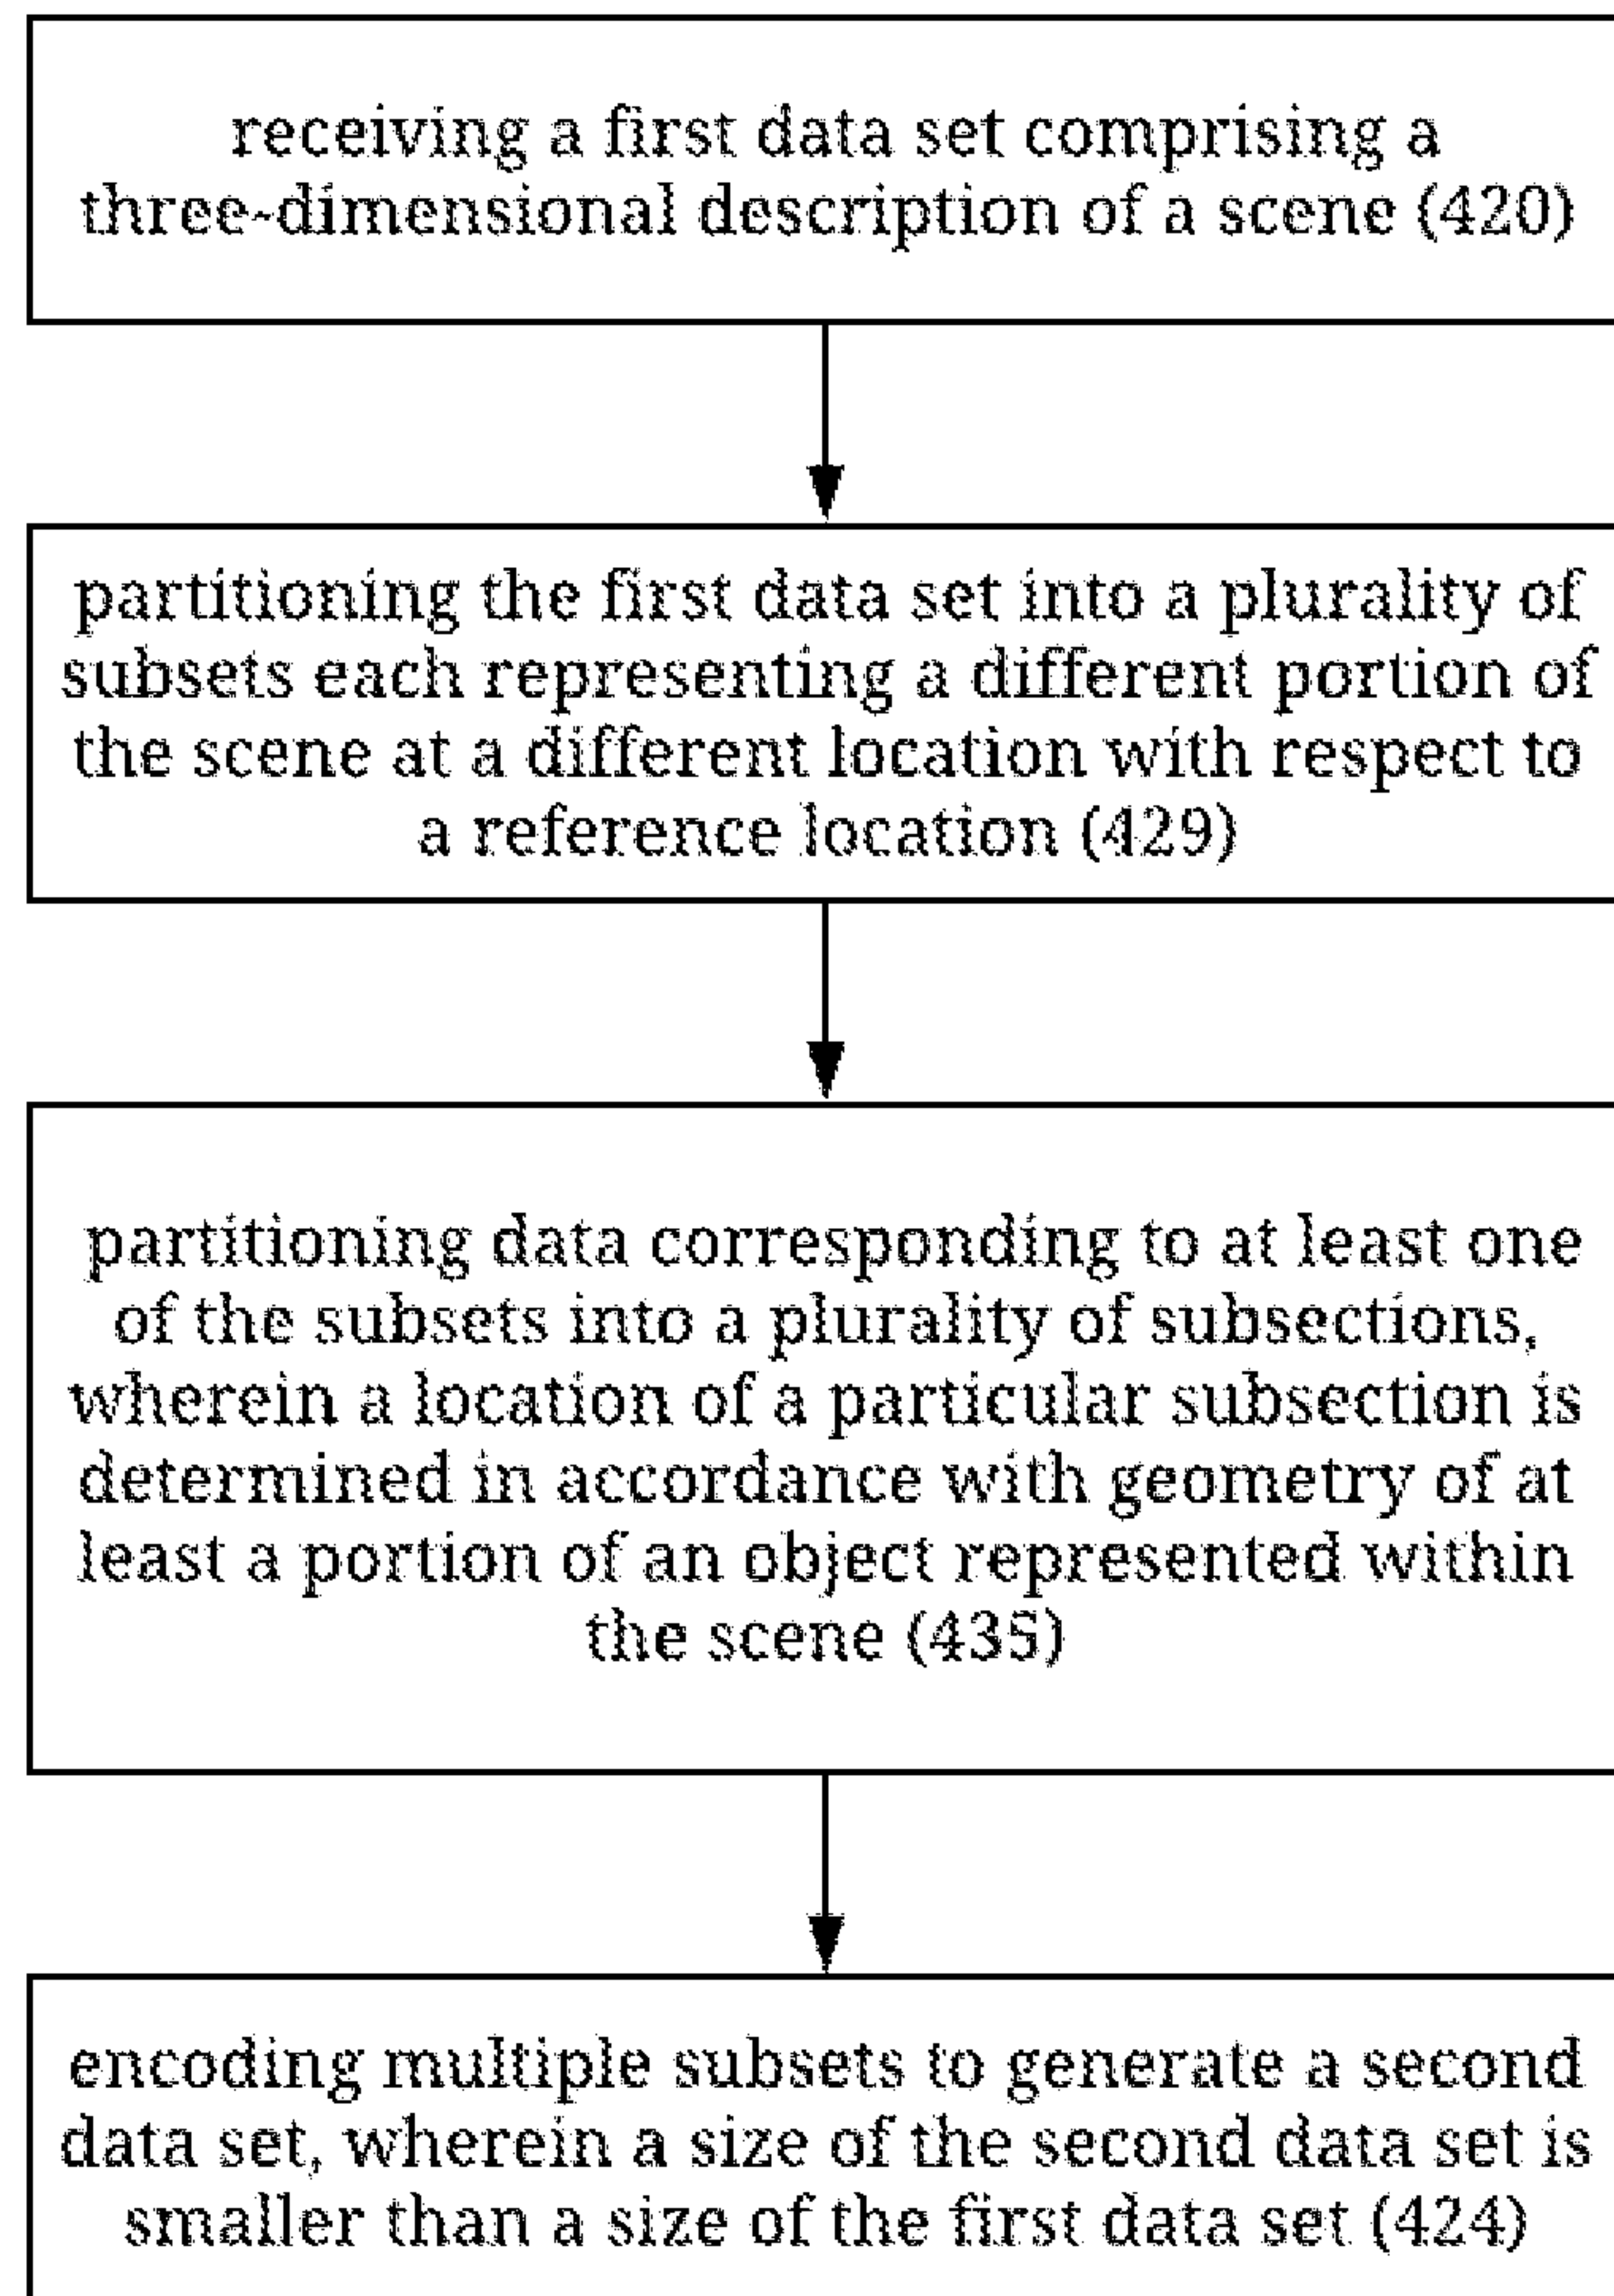 receiving a first data set comprising a
three-dimensional description of a scene (420)
partitioning the first data set into a plurality of
subsets each representing a different portion of
the scene at a different location with respect to
a reference location (429)
partitioning data corresponding to at least one
of the subsets into a plurality of subsections,
wherein a location of a particular subsection is
determined in accordance with geometry of at
least a portion of an object represented within
the scene (435)
encoding multiple subsets to generate a second
data set, wherein a size of the second data set is
smaller than a size of the first data set (424)